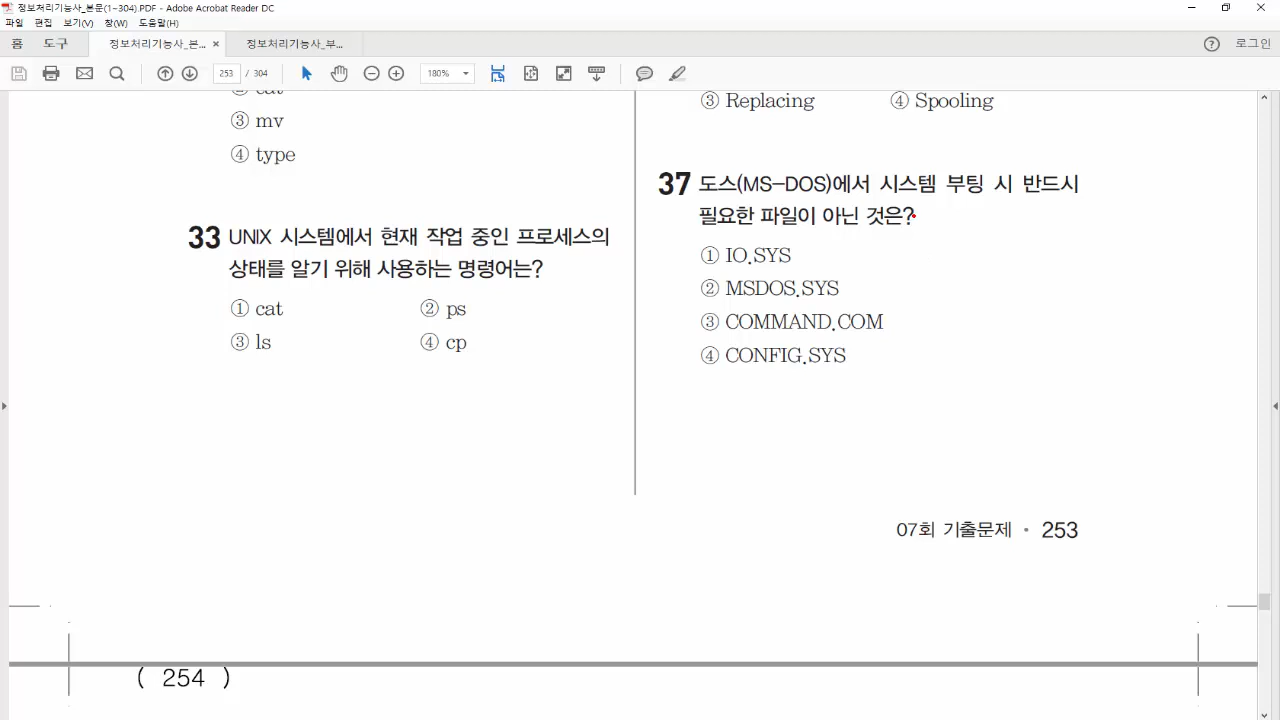 정보처리기능사_본문(1~304).PDF - Adobe Acrobat Reader DC
파일 편집 보기(V) 창(W) 도움말(H)
홈 도구 정보처리기능사_본... × 정보처리기능사_부... ? 로그인
253 / 304 180%
③ mv
④ type
33 UNIX 시스템에서 현재 작업 중인 프로세스의
상태를 알기 위해 사용하는 명령어는?
① cat ② ps
③ ls ④ cp
③ Replacing ④ Spooling
37 도스(MS-DOS)에서 시스템 부팅 시 반드시
필요한 파일이 아닌 것은?
① IO.SYS
② MSDOS.SYS
③ COMMAND.COM
④ CONFIG.SYS
07회 기출문제 • 253
( 254 )